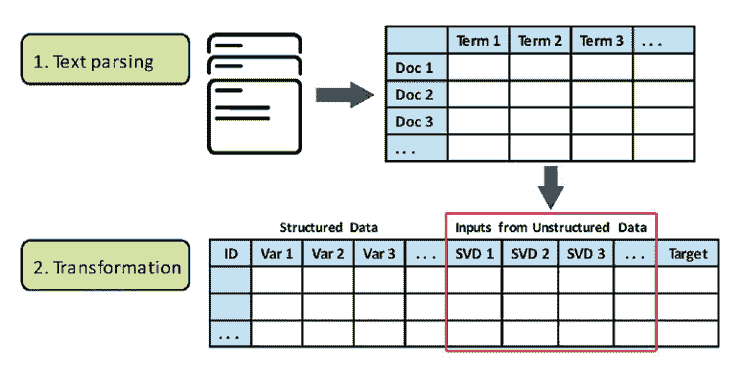 1. Text parsing
Term 1 Term 2 Term 3 ...
Doc 1
Doc 2
Doc 3
...
Structured Data Inputs from Unstructured Data
2. Transformation
ID Var 1 Var 2 Var 3 ... SVD 1 SVD 2 SVD 3 ... Target
...